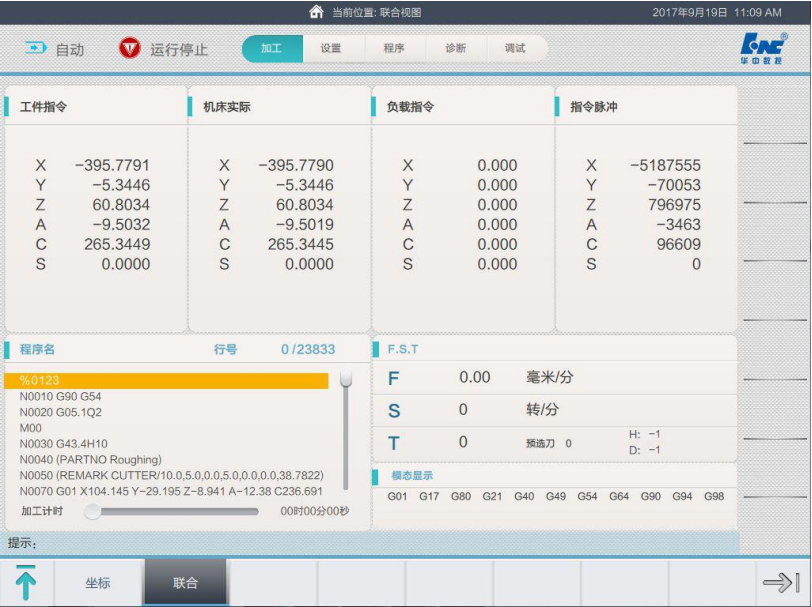 当前位置: 联合视图
2017年9月19日 11:09 AM
自动
运行停止
加工
设置
程序
诊断
调试
HNC®
华中数控
工件指令
X -395.7791
Y -5.3446
Z 60.8034
A -9.5032
C 265.3449
S 0.0000
机床实际
X -395.7790
Y -5.3446
Z 60.8034
A -9.5019
C 265.3445
S 0.0000
负载指令
X 0.000
Y 0.000
Z 0.000
A 0.000
C 0.000
S 0.000
指令脉冲
X -5187555
Y -70053
Z 796975
A -3463
C 96609
S 0
程序名 行号 0/23833
%0123
N0010 G90 G54
N0020 G05.1Q2
M00
N0030 G43.4H10
N0040 (PARTNO Roughing)
N0050 (REMARK CUTTER/10.0,5.0,0.0,5.0,0.0,0.0,38.7822)
N0070 G01 X104.145 Y-29.195 Z-8.941 A-12.38 C236.691
加工计时 00时00分00秒
F.S.T
F 0.00 毫米/分
S 0 转/分
T 0 预选刀 0
H: -1
D: -1
模态显示
G01 G17 G80 G21 G40 G49 G54 G64 G90 G94 G98
提示:
坐标
联合